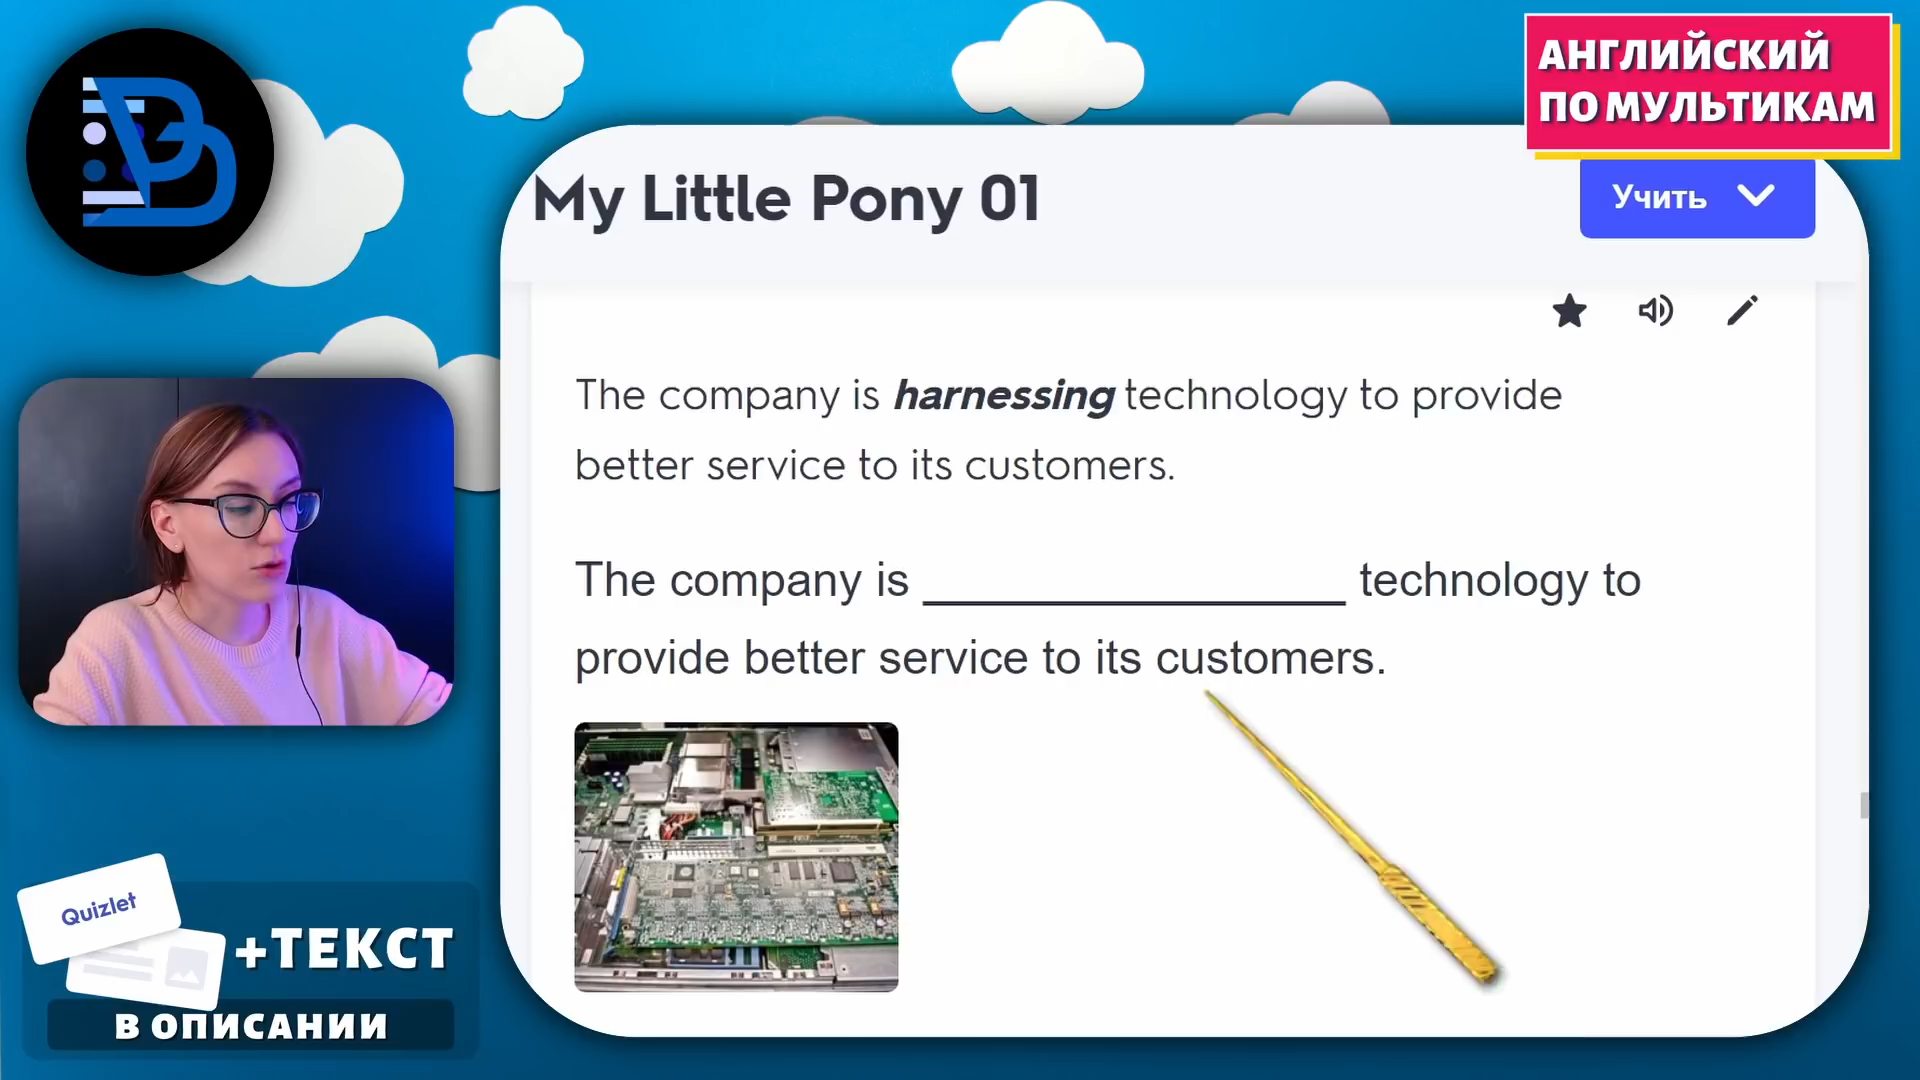 АНГЛИЙСКИЙ
ПО МУЛЬТИКАМ
My Little Pony 01
Учить
The company is harnessing technology to provide
better service to its customers.
The company is ________________ technology to
provide better service to its customers.
Quizlet
+ТЕКСТ
В ОПИСАНИИ